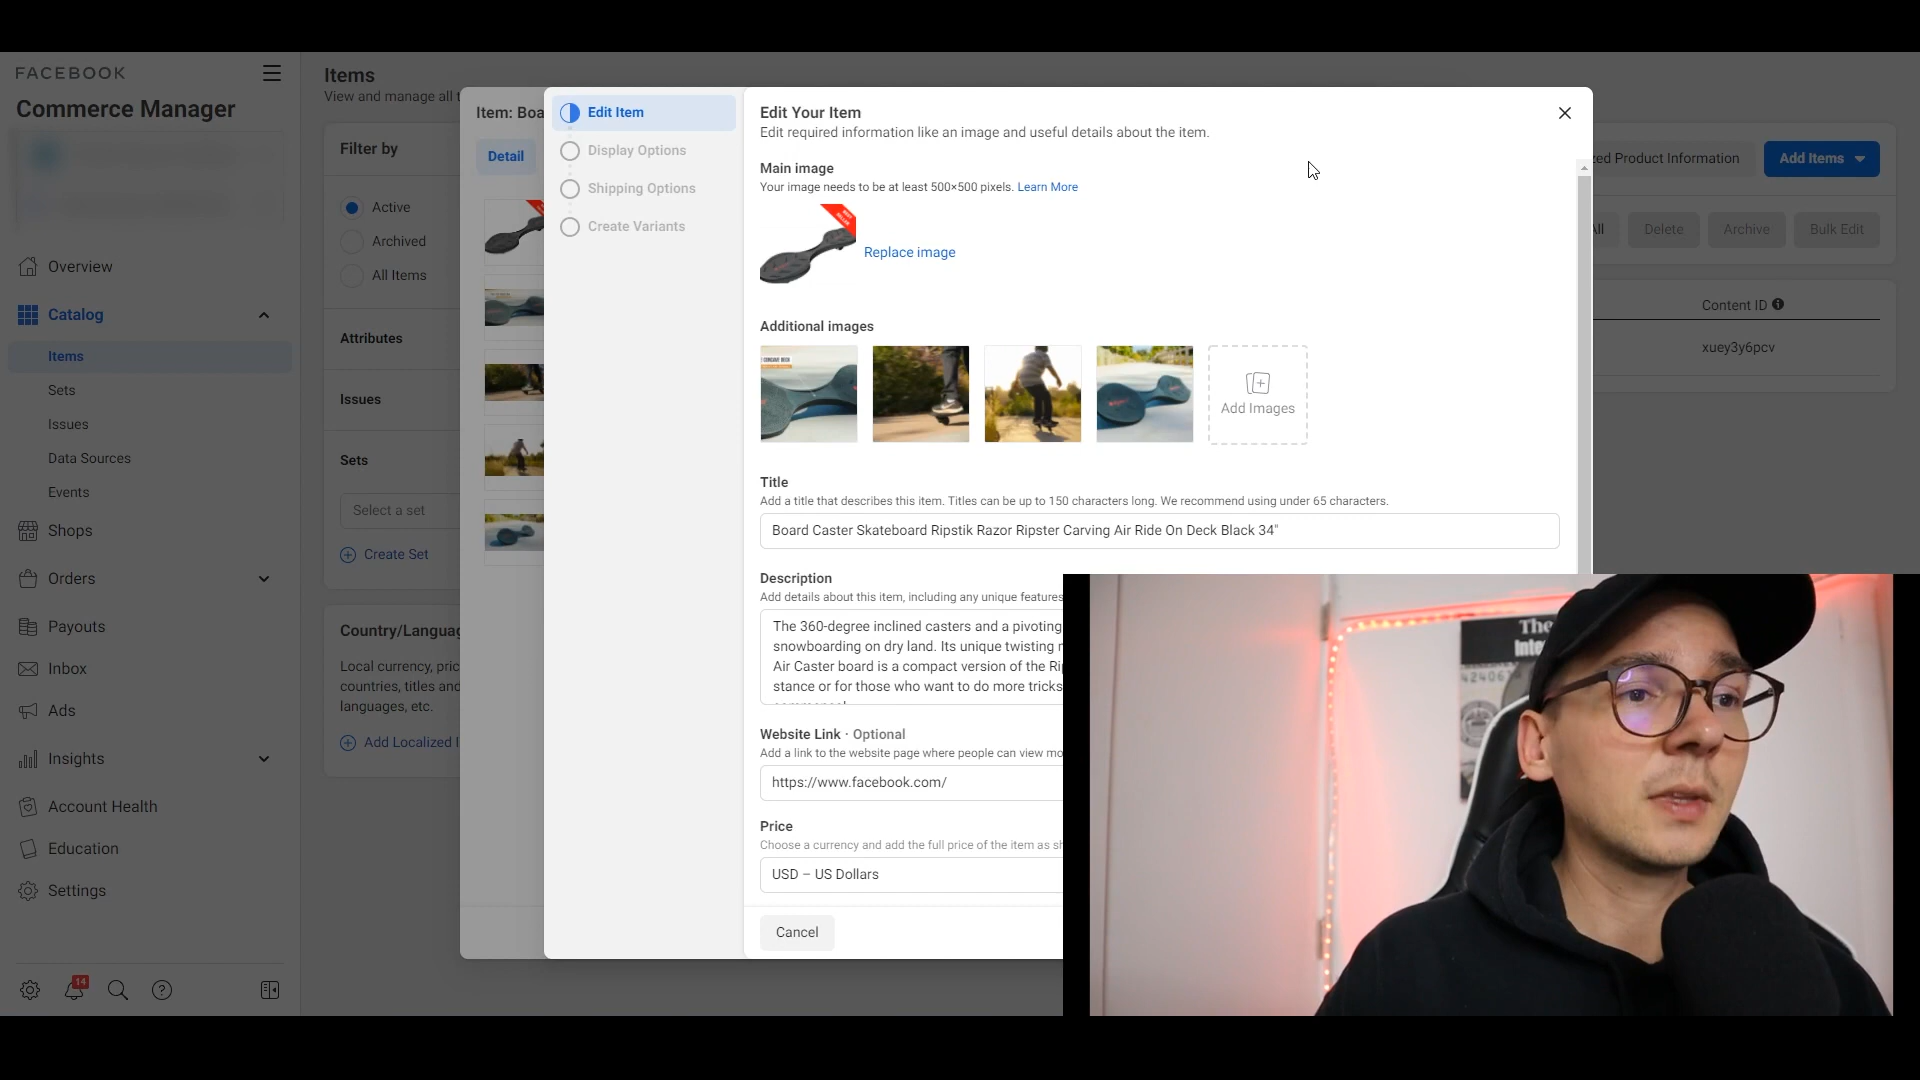 FACEBOOK
Commerce Manager
Overview
Catalog
Items
Sets
Issues
Data Sources
Events
Shops
Orders
Payouts
Inbox
Ads
Insights
Account Health
Education
Settings
14
Items
View and manage all
Filter by
Active
Archived
All Items
Attributes
Issues
Sets
Select a set
Create Set
Country/Languag
Local currency, pric
countries, titles and
languages, etc.
Add Localized I
Item: Boa
Detail
Edit Item
Display Options
Shipping Options
Create Variants
Edit Your Item
Edit required information like an image and useful details about the item.
Main image
Your image needs to be at least 500×500 pixels. Learn More
Replace image
Additional images
Add Images
Title
Add a title that describes this item. Titles can be up to 150 characters long. We recommend using under 65 characters.
Board Caster Skateboard Ripstik Razor Ripster Carving Air Ride On Deck Black 34"
Description
Add details about this item, including any unique features
The 360-degree inclined casters and a pivoting
snowboarding on dry land. Its unique twisting
Air Caster board is a compact version of the Rip
stance or for those who want to do more tricks
Website Link · Optional
Add a link to the website page where people can view mo
https://www.facebook.com/
Price
Choose a currency and add the full price of the item as sh
USD – US Dollars
Cancel
ed Product Information
Add Items
All
Delete
Archive
Bulk Edit
Content ID
xuey3y6pcv
The
Inte